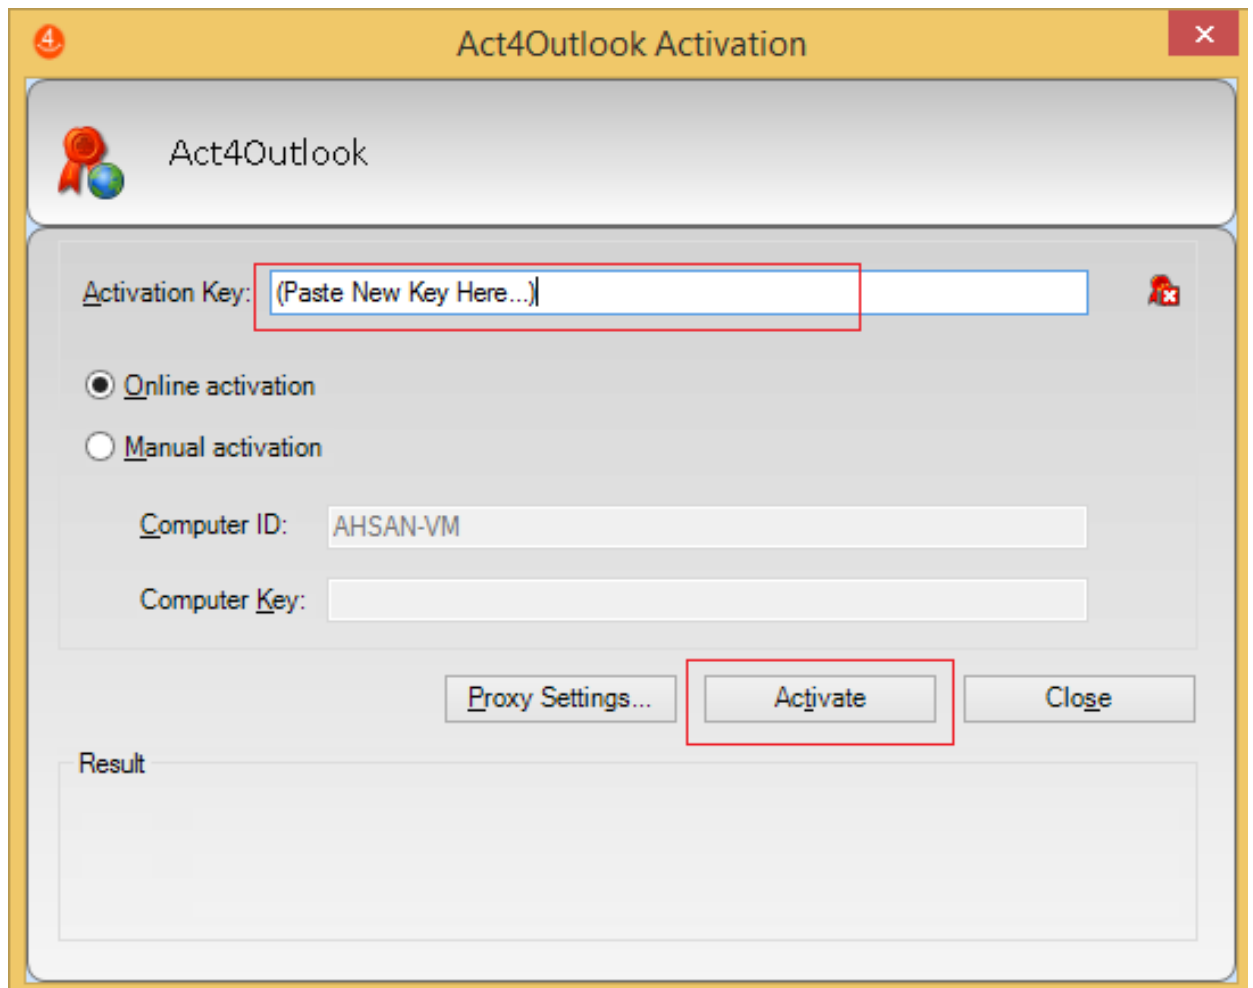 4
Act4Outlook Activation
Act4Outlook
Activation Key: (Paste New Key Here...)
Online activation
Manual activation
Computer ID: AHSAN-VM
Computer Key:
Proxy Settings... Activate Close
Result